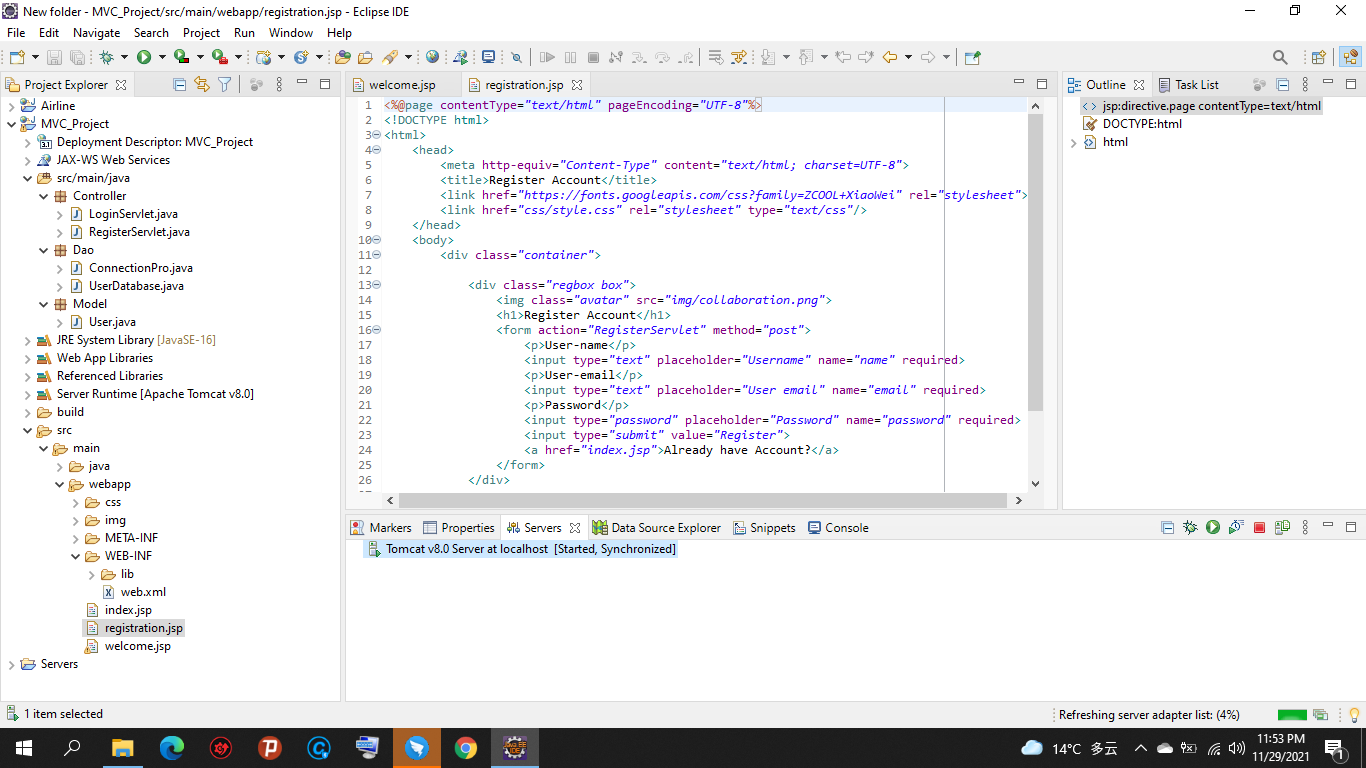 New folder - MVC_Project/src/main/webapp/registration.jsp - Eclipse IDE
File Edit Navigate Search Project Run Window Help
Project Explorer
Airline
MVC_Project
Deployment Descriptor: MVC_Project
JAX-WS Web Services
src/main/java
Controller
LoginServlet.java
RegisterServlet.java
Dao
ConnectionPro.java
UserDatabase.java
Model
User.java
JRE System Library [JavaSE-16]
Web App Libraries
Referenced Libraries
Server Runtime [Apache Tomcat v8.0]
build
src
main
java
webapp
css
img
META-INF
WEB-INF
lib
web.xml
index.jsp
registration.jsp
welcome.jsp
Servers
welcome.jsp registration.jsp
1 <%@page contentType="text/html" pageEncoding="UTF-8"%>
2 <!DOCTYPE html>
3 <html>
4 <head>
5 <meta http-equiv="Content-Type" content="text/html; charset=UTF-8">
6 <title>Register Account</title>
7 <link href="https://fonts.googleapis.com/css?family=ZCOOL+XiaoWei" rel="stylesheet">
8 <link href="css/style.css" rel="stylesheet" type="text/css"/>
9 </head>
10 <body>
11 <div class="container">
12
13 <div class="regbox box">
14 <img class="avatar" src="img/collaboration.png">
15 <h1>Register Account</h1>
16 <form action="RegisterServlet" method="post">
17 <p>User-name</p>
18 <input type="text" placeholder="Username" name="name" required>
19 <p>User-email</p>
20 <input type="text" placeholder="User email" name="email" required>
21 <p>Password</p>
22 <input type="password" placeholder="Password" name="password" required>
23 <input type="submit" value="Register">
24 <a href="index.jsp">Already have Account?</a>
25 </form>
26 </div>
Outline Task List
jsp:directive.page contentType=text/html
DOCTYPE:html
html
Markers Properties Servers Data Source Explorer Snippets Console
Tomcat v8.0 Server at localhost [Started, Synchronized]
1 item selected
Refreshing server adapter list: (4%)
14°C 多云
11:53 PM
11/29/2021
1